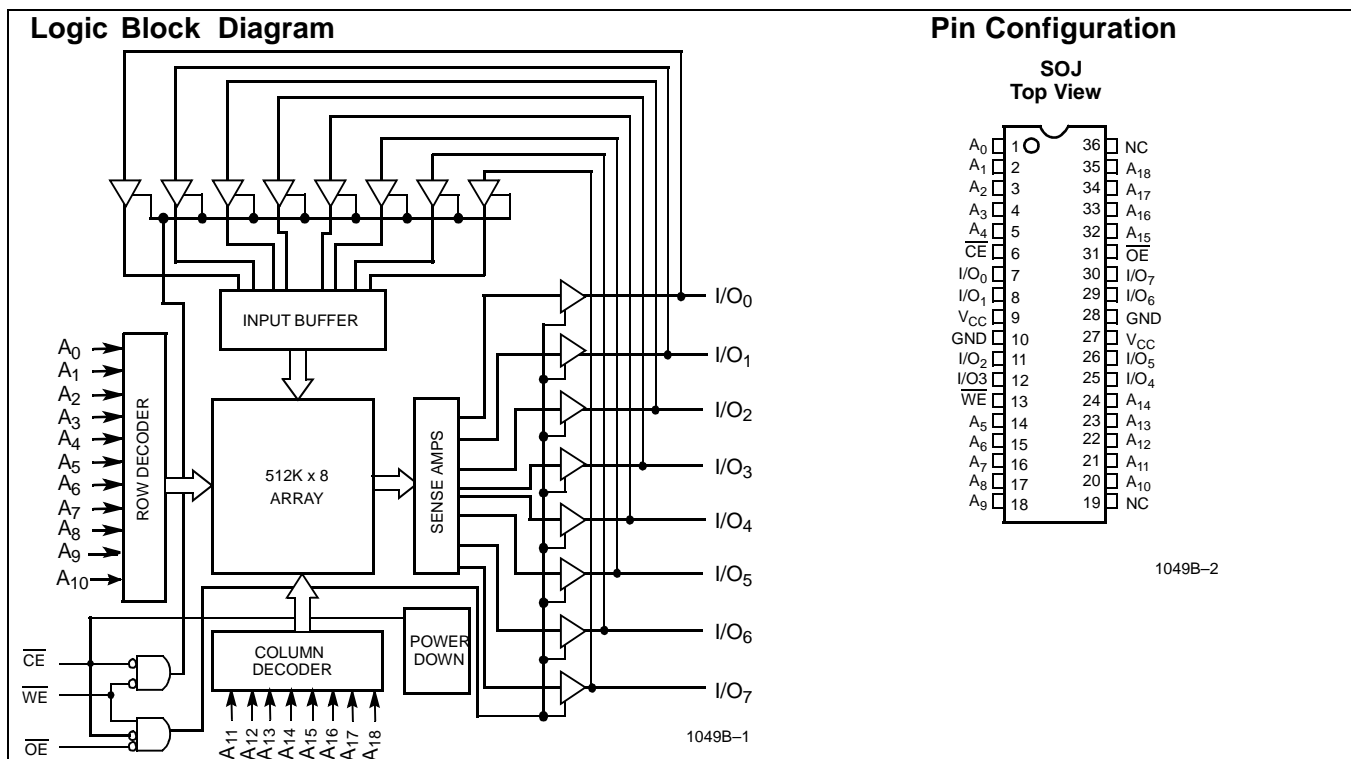 Logic Block Diagram
INPUT BUFFER
A0
A1
A2
A3
A4
A5
A6
A7
A8
A9
A10
ROW DECODER
512K x 8
ARRAY
SENSE AMPS
I/O0
I/O1
I/O2
I/O3
I/O4
I/O5
I/O6
I/O7
COLUMN
DECODER
POWER
DOWN
CE
WE
OE
A11
A12
A13
A14
A15
A16
A17
A18
1049B–1
Pin Configuration
SOJ
Top View
A0 1 36 NC
A1 2 35 A18
A2 3 34 A17
A3 4 33 A16
A4 5 32 A15
CE 6 31 OE
I/O0 7 30 I/O7
I/O1 8 29 I/O6
VCC 9 28 GND
GND 10 27 VCC
I/O2 11 26 I/O5
I/O3 12 25 I/O4
WE 13 24 A14
A5 14 23 A13
A6 15 22 A12
A7 16 21 A11
A8 17 20 A10
A9 18 19 NC
1049B–2